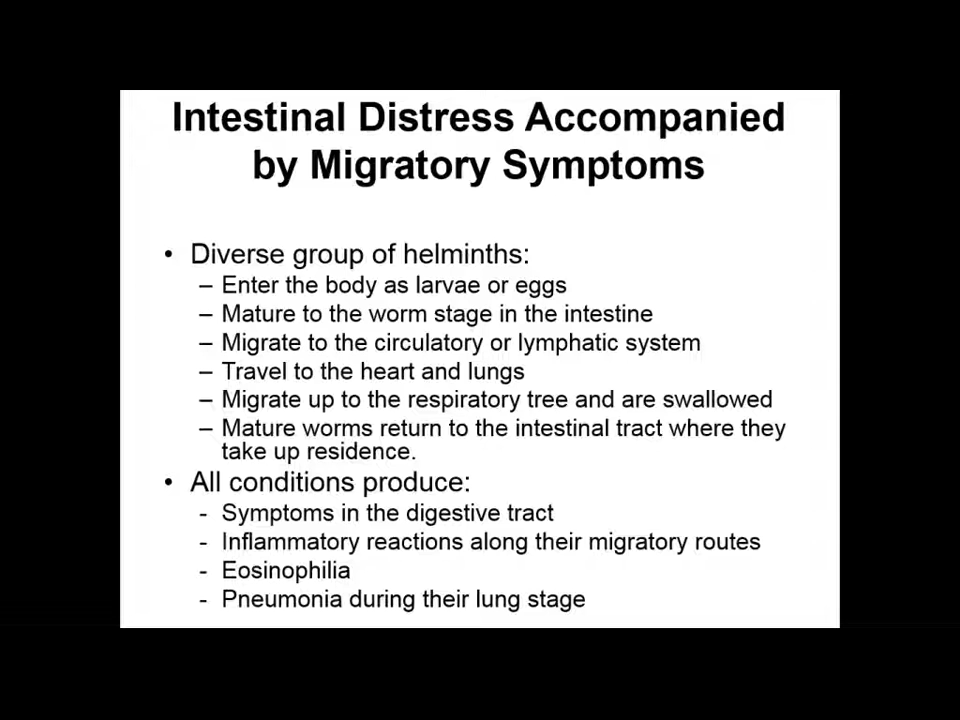 Intestinal Distress Accompanied
by Migratory Symptoms
• Diverse group of helminths:
– Enter the body as larvae or eggs
– Mature to the worm stage in the intestine
– Migrate to the circulatory or lymphatic system
– Travel to the heart and lungs
– Migrate up to the respiratory tree and are swallowed
– Mature worms return to the intestinal tract where they
take up residence.
• All conditions produce:
- Symptoms in the digestive tract
- Inflammatory reactions along their migratory routes
- Eosinophilia
- Pneumonia during their lung stage